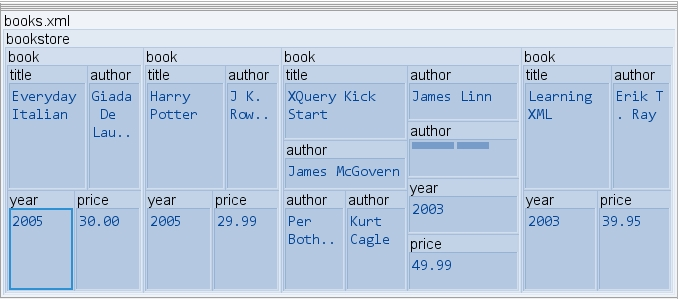 books.xml
bookstore
book
title
Everyday
Italian
author
Giada
De
Lau..
year
2005
price
30.00
book
title
Harry
Potter
author
J K.
Row..
year
2005
price
29.99
book
title
XQuery Kick
Start
author
James McGovern
author
Per
Both..
author
Kurt
Cagle
author
James Linn
author
year
2003
price
49.99
book
title
Learning
XML
author
Erik T
. Ray
year
2003
price
39.95